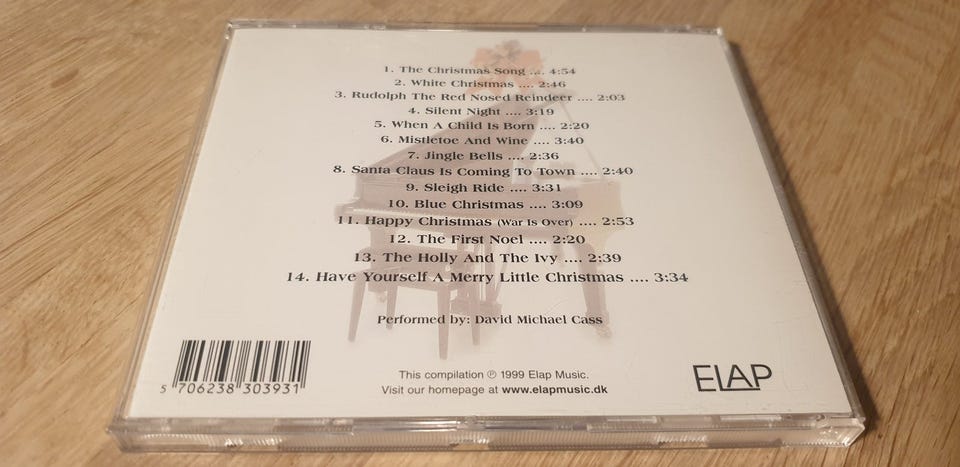 1. The Christmas Song .... 4:54
2. White Christmas .... 2:46
3. Rudolph The Red Nosed Reindeer .... 2:03
4. Silent Night .... 3:19
5. When A Child Is Born .... 2:20
6. Mistletoe And Wine .... 3:40
7. Jingle Bells .... 2:36
8. Santa Claus Is Coming To Town .... 2:40
9. Sleigh Ride .... 3:31
10. Blue Christmas .... 3:09
11. Happy Christmas (War Is Over) .... 2:53
12. The First Noel .... 2:20
13. The Holly And The Ivy .... 2:39
14. Have Yourself A Merry Little Christmas .... 3:34
Performed by: David Michael Cass
This compilation ℗ 1999 Elap Music.
Visit our homepage at www.elapmusic.dk
5 706238 303931
ELAP